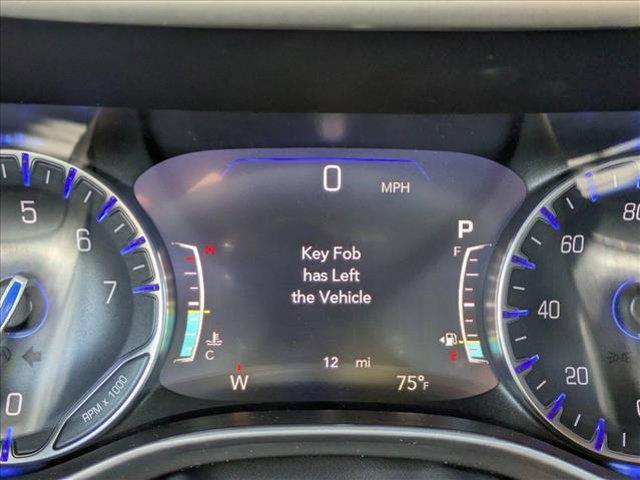 0 MPH
5
6
7
0
RPM X 1000
H
C
P
F
E
Key Fob
has Left
the Vehicle
12 mi
W
75°F
80
60
40
20